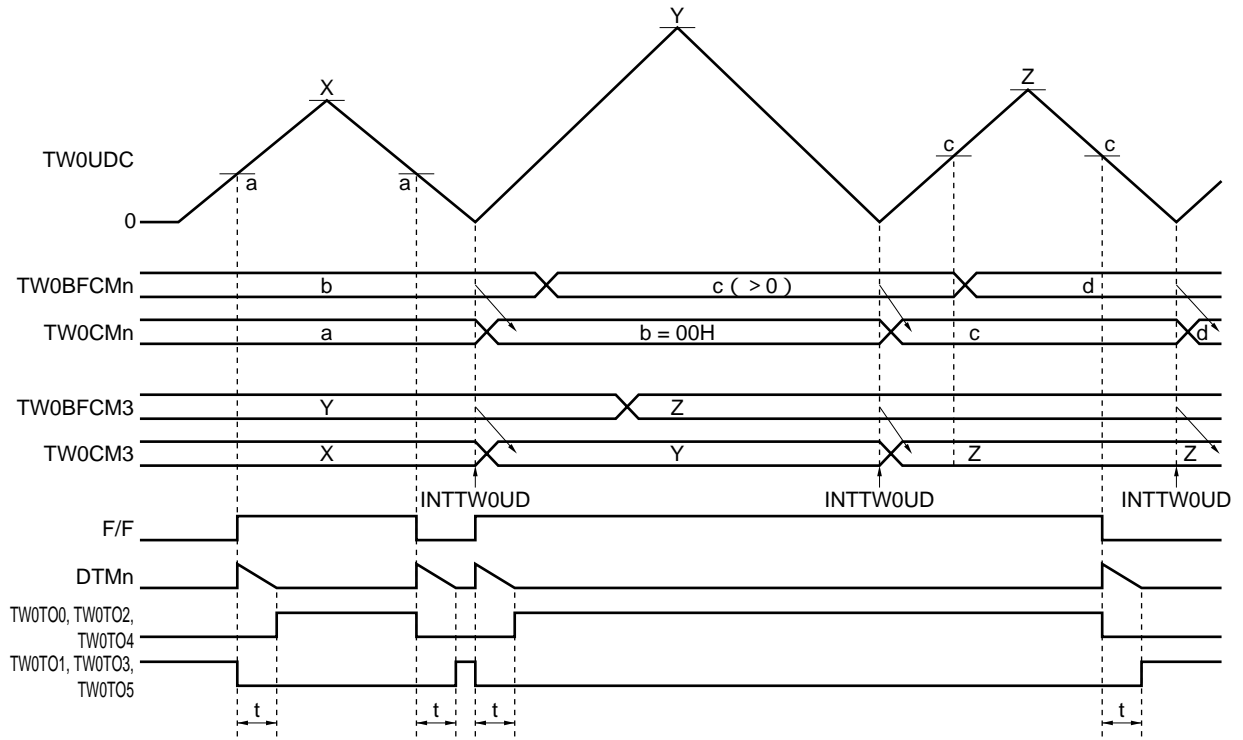 Y
X
Z
TW0UDC
a
a
c
c
0
TW0BFCMn
b
c ( > 0 )
d
TW0CMn
a
b = 00H
c
d
TW0BFCM3
Y
Z
TW0CM3
X
Y
Z
Z
INTTW0UD
INTTW0UD
INTTW0UD
F/F
DTMn
TW0TO0, TW0TO2,
TW0TO4
TW0TO1, TW0TO3,
TW0TO5
t
t
t
t